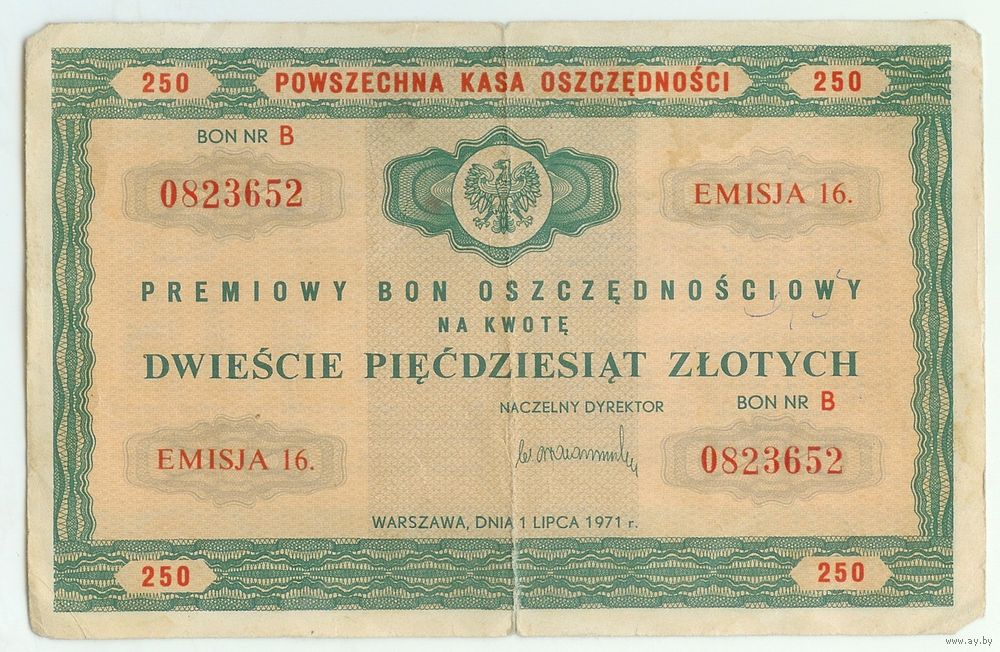 250 POWSZECHNA KASA OSZCZĘDNOŚCI 250
BON NR B
0823652
EMISJA 16.
PREMIOWY BON OSZCZĘDNOŚCIOWY
NA KWOTĘ
DWIEŚCIE PIĘĆDZIESIĄT ZŁOTYCH
NACZELNY DYREKTOR
BON NR B
EMISJA 16.
0823652
WARSZAWA, DNIA 1 LIPCA 1971 r.
250 250
www.ay.by